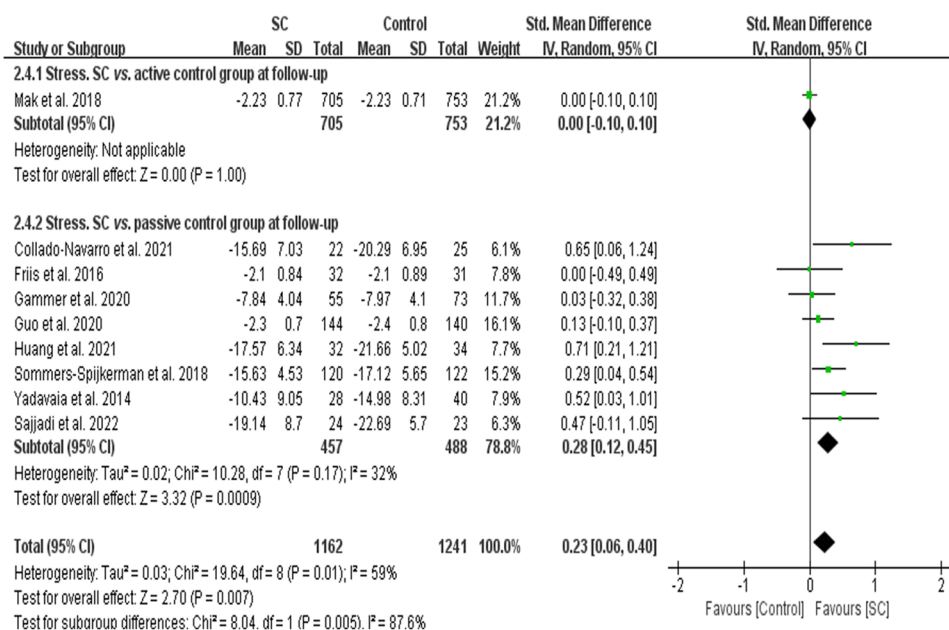 SC Control Std. Mean Difference Std. Mean Difference
Study or Subgroup Mean SD Total Mean SD Total Weight IV, Random, 95% CI IV, Random, 95% CI
2.4.1 Stress. SC vs. active control group at follow-up
Mak et al. 2018 -2.23 0.77 705 -2.23 0.71 753 21.2% 0.00 [-0.10, 0.10]
Subtotal (95% CI) 705 753 21.2% 0.00 [-0.10, 0.10]
Heterogeneity: Not applicable
Test for overall effect: Z = 0.00 (P = 1.00)
2.4.2 Stress. SC vs. passive control group at follow-up
Collado-Navarro et al. 2021 -15.69 7.03 22 -20.29 6.95 25 6.1% 0.65 [0.06, 1.24]
Friis et al. 2016 -2.1 0.84 32 -2.1 0.89 31 7.8% 0.00 [-0.49, 0.49]
Gammer et al. 2020 -7.84 4.04 55 -7.97 4.1 73 11.7% 0.03 [-0.32, 0.38]
Guo et al. 2020 -2.3 0.7 144 -2.4 0.8 140 16.1% 0.13 [-0.10, 0.37]
Huang et al. 2021 -17.57 6.34 32 -21.66 5.02 34 7.7% 0.71 [0.21, 1.21]
Sommers-Spijkerman et al. 2018 -15.63 4.53 120 -17.12 5.65 122 15.2% 0.29 [0.04, 0.54]
Yadavaia et al. 2014 -10.43 9.05 28 -14.98 8.31 40 7.9% 0.52 [0.03, 1.01]
Sajjadi et al. 2022 -19.14 8.7 24 -22.69 5.7 23 6.3% 0.47 [-0.11, 1.05]
Subtotal (95% CI) 457 488 78.8% 0.28 [0.12, 0.45]
Heterogeneity: Tau² = 0.02; Chi² = 10.28, df = 7 (P = 0.17); I² = 32%
Test for overall effect: Z = 3.32 (P = 0.0009)
Total (95% CI) 1162 1241 100.0% 0.23 [0.06, 0.40]
Heterogeneity: Tau² = 0.03; Chi² = 19.64, df = 8 (P = 0.01); I² = 59%
Test for overall effect: Z = 2.70 (P = 0.007)
Test for subgroup differences: Chi² = 8.04, df = 1 (P = 0.005), I² = 87.6%
-2 -1 0 1 2
Favours [Control] Favours [SC]